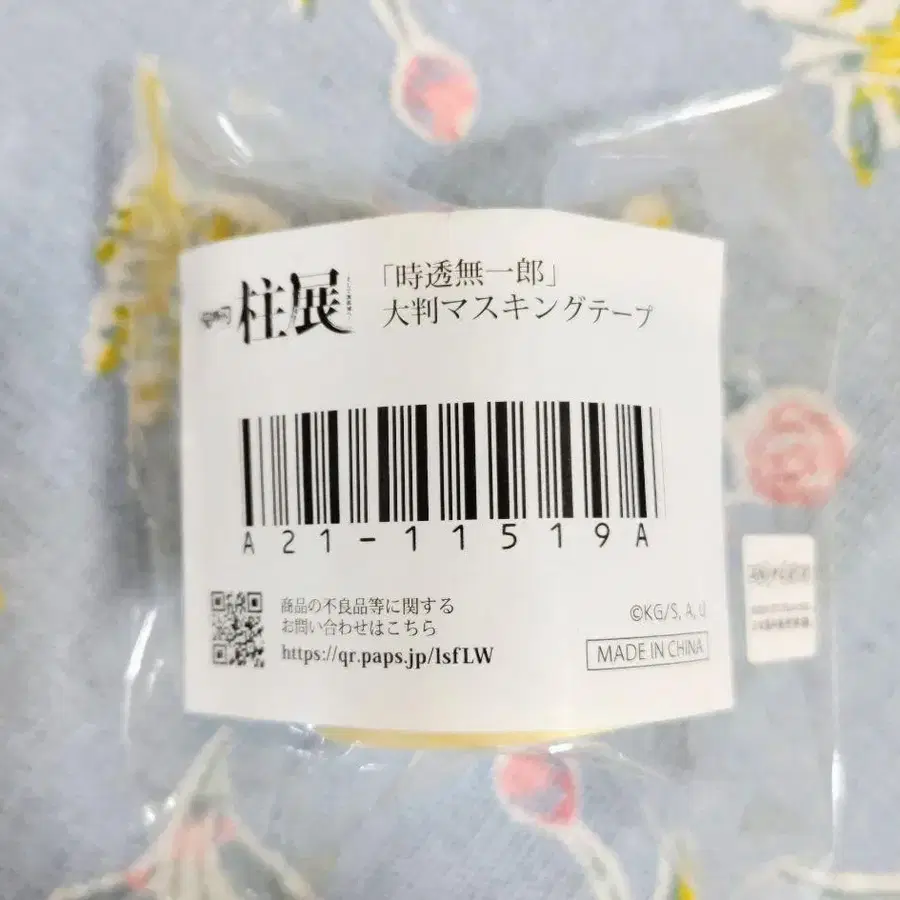 柱展
「時透無一郎」
大判マスキングテープ
A21-11519A
商品の不良品等に関する
お問い合わせはこちら
https://qr.paps.jp/lsfLW
©KG/S, A, U
MADE IN CHINA